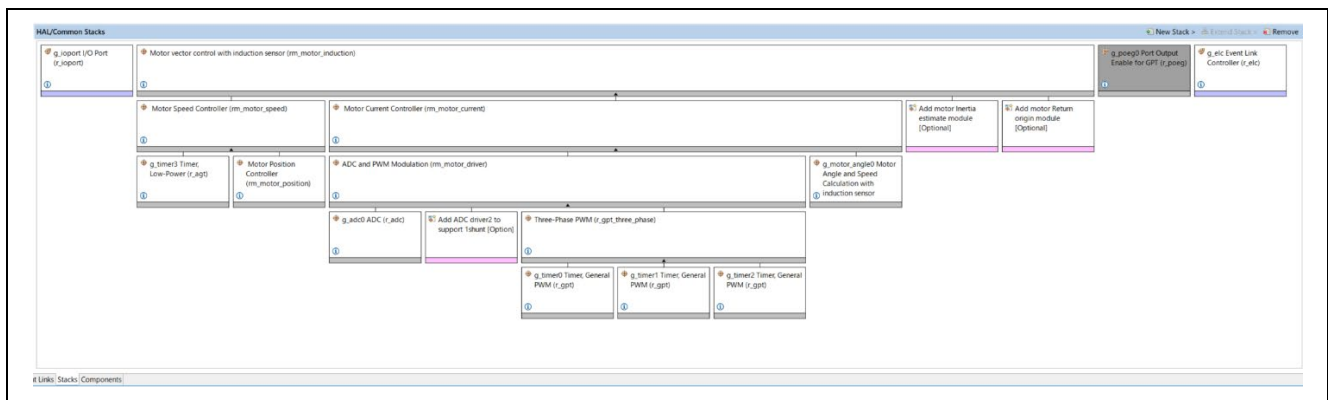 HAL/Common Stacks
New Stack > Extend Stack > Remove
g_ioport I/O Port
(r_ioport)
Motor vector control with induction sensor (rm_motor_induction)
g_poeg0 Port Output
Enable for GPT (r_poeg)
g_elc Event Link
Controller (r_elc)
Motor Speed Controller (rm_motor_speed)
Motor Current Controller (rm_motor_current)
Add motor Inertia
estimate module
[Optional]
Add motor Return
origin module
[Optional]
g_timer3 Timer,
Low-Power (r_agt)
Motor Position
Controller
(rm_motor_position)
ADC and PWM Modulation (rm_motor_driver)
g_motor_angle0 Motor
Angle and Speed
Calculation with
induction sensor
g_adc0 ADC (r_adc)
Add ADC driver2 to
support 1shunt [Option]
Three-Phase PWM (r_gpt_three_phase)
g_timer0 Timer, General
PWM (r_gpt)
g_timer1 Timer, General
PWM (r_gpt)
g_timer2 Timer, General
PWM (r_gpt)
t Links Stacks Components